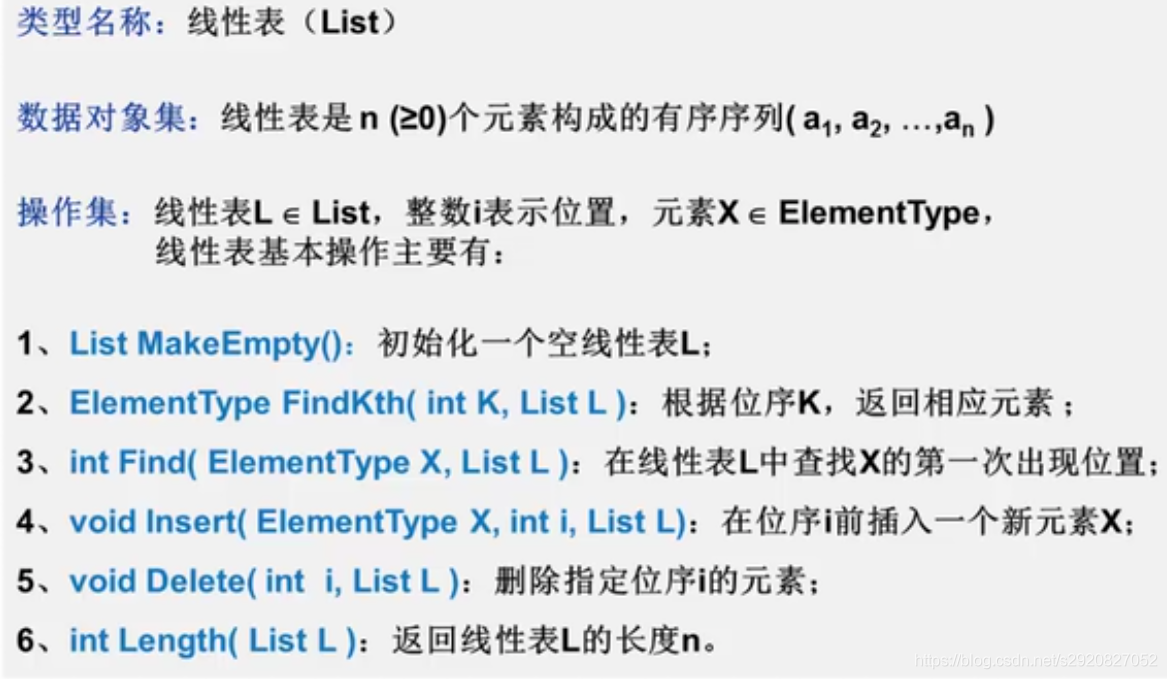 类型名称：线性表（List）
数据对象集：线性表是 n (≥0)个元素构成的有序序列( a₁, a₂, …,aₙ )
操作集：线性表L ∈ List，整数i表示位置，元素X ∈ ElementType，
线性表基本操作主要有：
1、List MakeEmpty()：初始化一个空线性表L；
2、ElementType FindKth( int K, List L )：根据位序K，返回相应元素；
3、int Find( ElementType X, List L )：在线性表L中查找X的第一次出现位置；
4、void Insert( ElementType X, int i, List L)：在位序i前插入一个新元素X；
5、void Delete( int i, List L )：删除指定位序i的元素；
6、int Length( List L )：返回线性表L的长度n。
https://blog.csdn.net/s2920827052